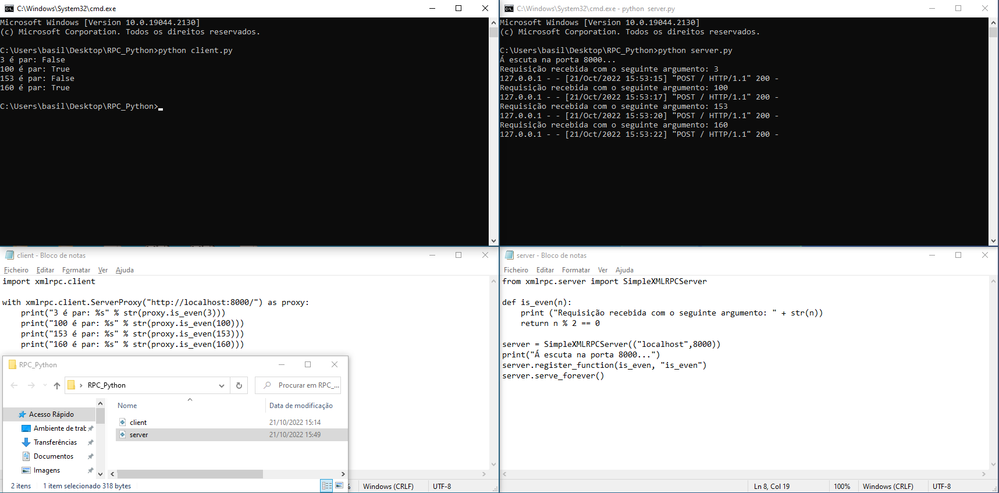 C:\Windows\System32\cmd.exe
Microsoft Windows [Version 10.0.19044.2130]
(c) Microsoft Corporation. Todos os direitos reservados.
C:\Users\basil\Desktop\RPC_Python>python client.py
3 é par: False
100 é par: True
153 é par: False
160 é par: True
C:\Users\basil\Desktop\RPC_Python>
C:\Windows\System32\cmd.exe - python  server.py
Microsoft Windows [Version 10.0.19044.2130]
(c) Microsoft Corporation. Todos os direitos reservados.
C:\Users\basil\Desktop\RPC_Python>python server.py
Á escuta na porta 8000...
Requisição recebida com o seguinte argumento: 3
127.0.0.1 - - [21/Oct/2022 15:53:15] "POST / HTTP/1.1" 200 -
Requisição recebida com o seguinte argumento: 100
127.0.0.1 - - [21/Oct/2022 15:53:17] "POST / HTTP/1.1" 200 -
Requisição recebida com o seguinte argumento: 153
127.0.0.1 - - [21/Oct/2022 15:53:20] "POST / HTTP/1.1" 200 -
Requisição recebida com o seguinte argumento: 160
127.0.0.1 - - [21/Oct/2022 15:53:22] "POST / HTTP/1.1" 200 -
client - Bloco de notas
Ficheiro Editar Formatar Ver Ajuda
import xmlrpc.client
with xmlrpc.client.ServerProxy("http://localhost:8000/") as proxy:
    print("3 é par: %s" % str(proxy.is_even(3)))
    print("100 é par: %s" % str(proxy.is_even(100)))
    print("153 é par: %s" % str(proxy.is_even(153)))
    print("160 é par: %s" % str(proxy.is_even(160)))
RPC_Python
RPC_Python
Procurar em RPC_...
Nome Data de modificação
Acesso Rápido
Ambiente de trab
Transferências
Documentos
Imagens
client 21/10/2022 15:14
server 21/10/2022 15:49
2 itens 1 item selecionado 318 bytes
% Windows (CRLF) UTF-8
server - Bloco de notas
Ficheiro Editar Formatar Ver Ajuda
from xmlrpc.server import SimpleXMLRPCServer
def is_even(n):
    print ("Requisição recebida com o seguinte argumento: " + str(n))
    return n % 2 == 0
server = SimpleXMLRPCServer(("localhost",8000))
print("Á escuta na porta 8000...")
server.register_function(is_even, "is_even")
server.serve_forever()
Ln 8, Col 19 100% Windows (CRLF) UTF-8